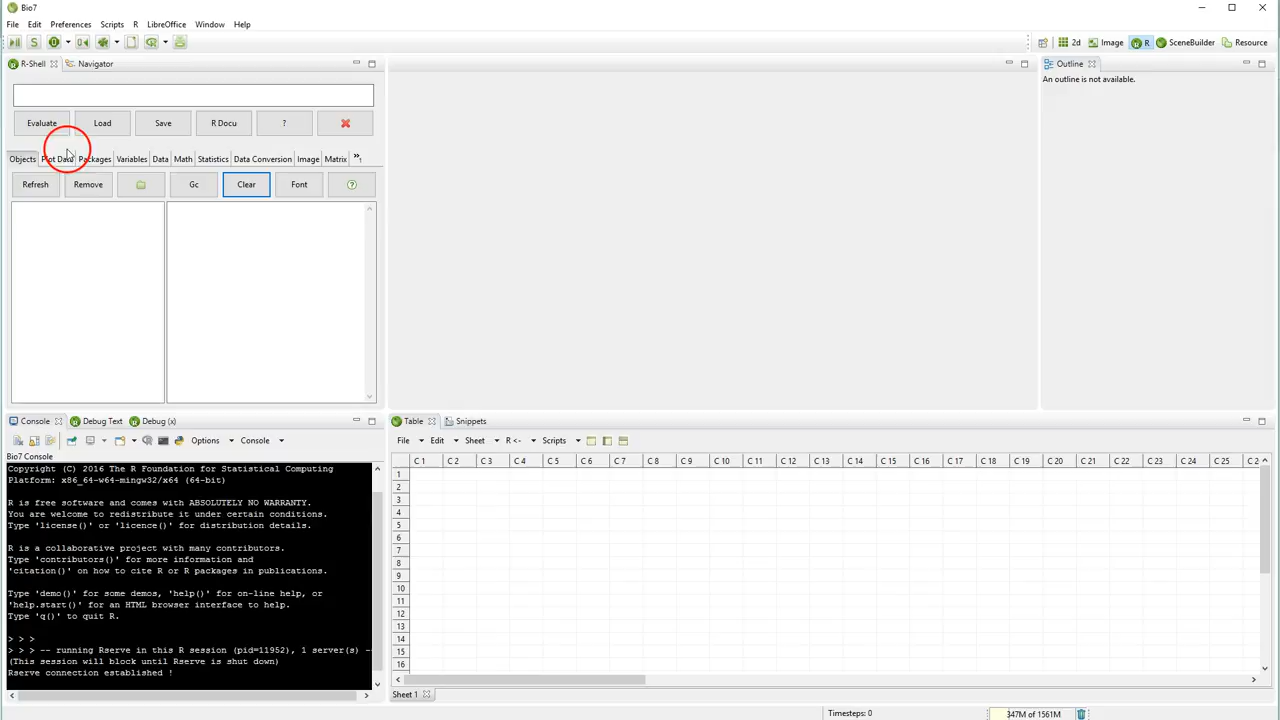 Bio7
File Edit Preferences Scripts R LibreOffice Window Help
2d Image R SceneBuilder Resource
R-Shell Navigator
Outline
An outline is not available.
Evaluate Load Save R Docu ?
Objects Plot Data Packages Variables Data Math Statistics Data Conversion Image Matrix »1
Refresh Remove Gc Clear Font
Console Debug Text Debug (x)
Options Console
Bio7 Console
Copyright (C) 2016 The R Foundation for Statistical Computing
Platform: x86_64-w64-mingw32/x64 (64-bit)
R is free software and comes with ABSOLUTELY NO WARRANTY.
You are welcome to redistribute it under certain conditions.
Type 'license()' or 'licence()' for distribution details.
R is a collaborative project with many contributors.
Type 'contributors()' for more information and
'citation()' on how to cite R or R packages in publications.
Type 'demo()' for some demos, 'help()' for on-line help, or
'help.start()' for an HTML browser interface to help.
Type 'q()' to quit R.
> > >
> > > -- running Rserve in this R session (pid=11952), 1 server(s) -
(This session will block until Rserve is shut down)
Rserve connection established !
Table Snippets
File Edit Sheet R <- Scripts
C 1 C 2 C 3 C 4 C 5 C 6 C 7 C 8 C 9 C 10 C 11 C 12 C 13 C 14 C 15 C 16 C 17 C 18 C 19 C 20 C 21 C 22 C 23 C 24 C 25 C 2
1
2
3
4
5
6
7
8
9
10
11
12
13
14
15
16
Sheet 1
Timesteps: 0
347M of 1561M